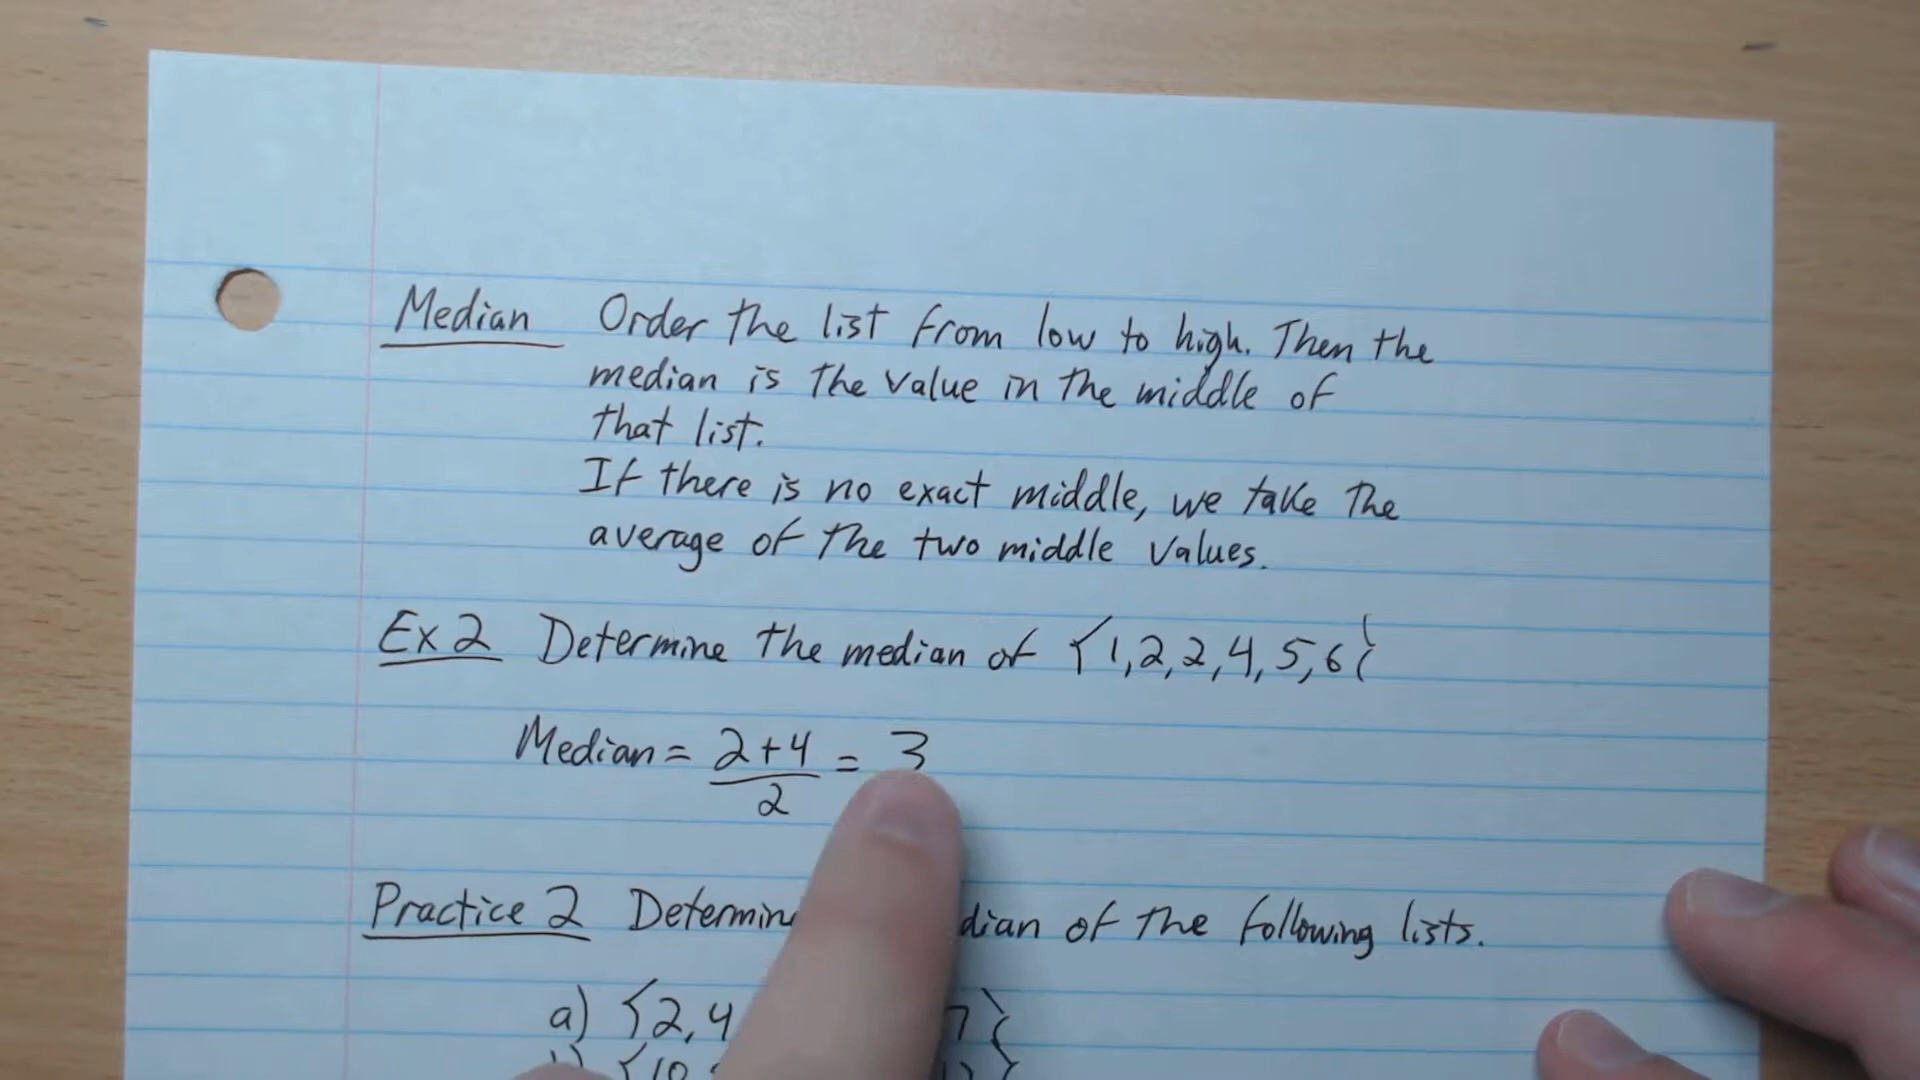 Median Order the list from low to high. Then the
median is the value in the middle of
that list.
If there is no exact middle, we take the
average of the two middle values.
Ex 2 Determine the median of {1,2,2,4,5,6}
Median = 2+4 = 3
2
Practice 2 Determin dian of the following lists.
a) {2,4 7}
{10